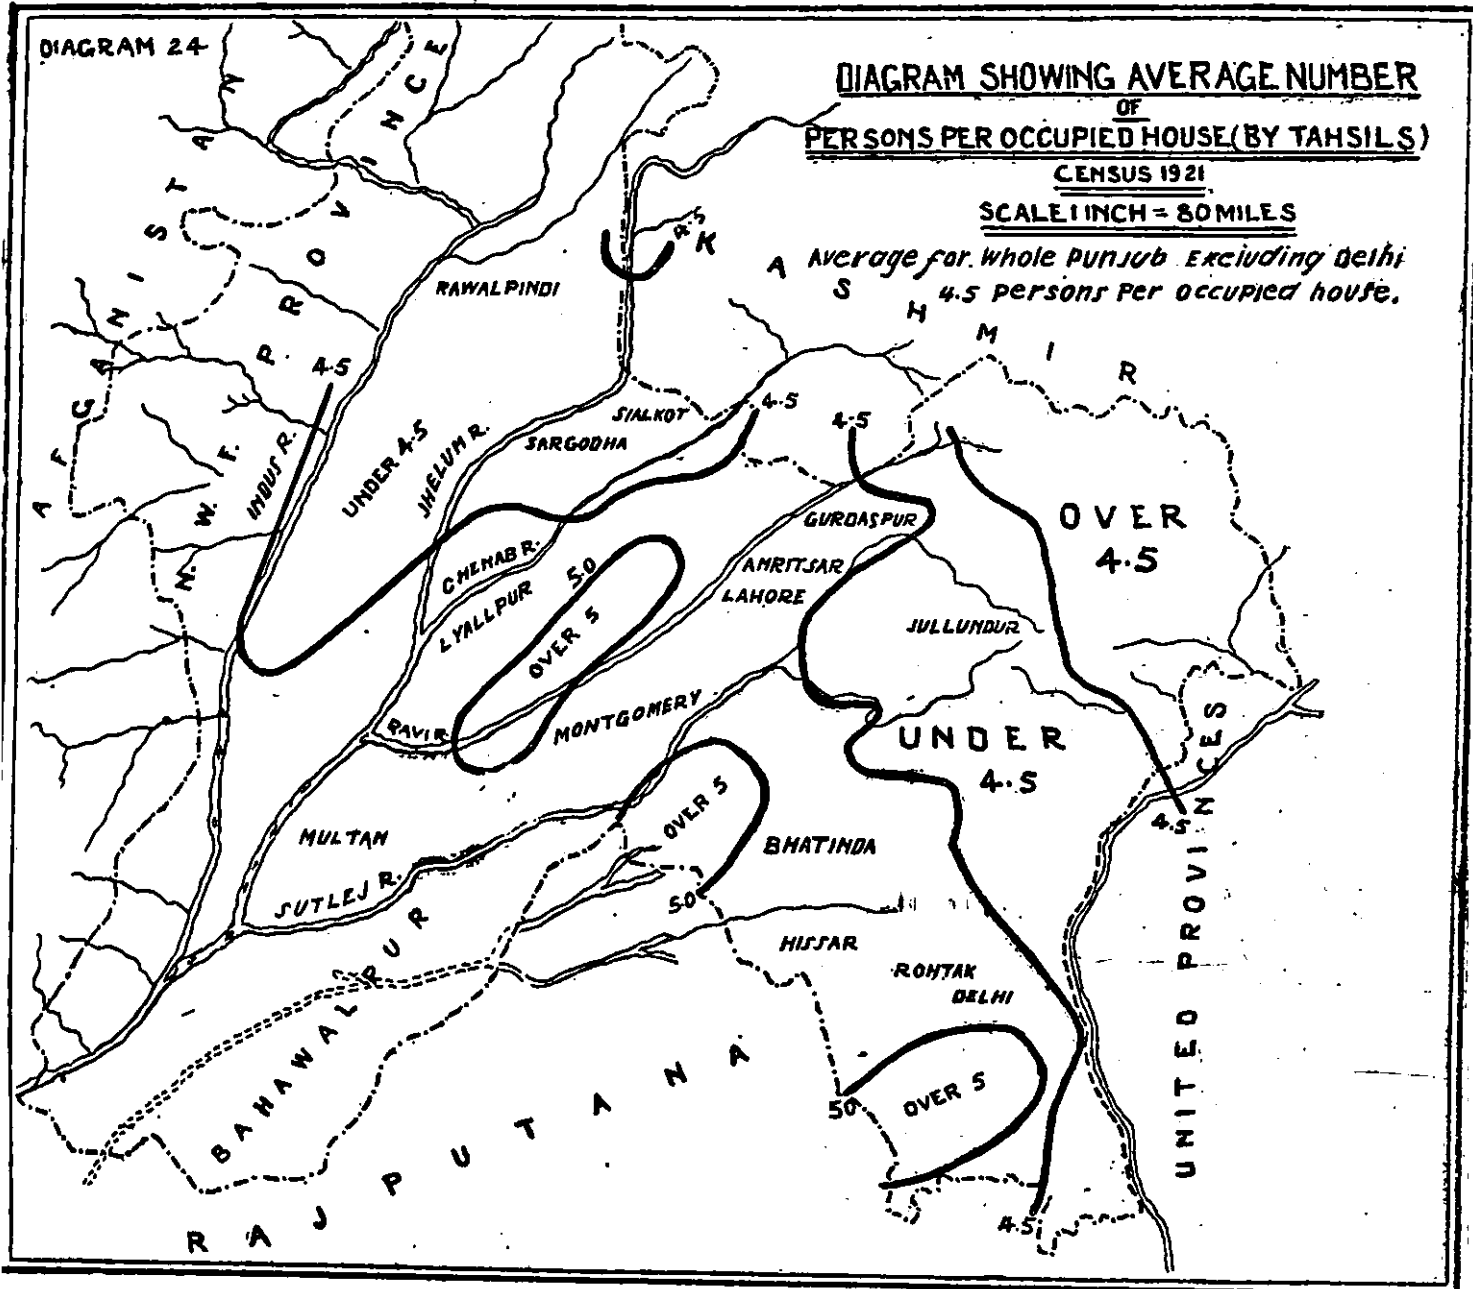 DIAGRAM 24
DIAGRAM SHOWING AVERAGE NUMBER
OF
PERSONS PER OCCUPIED HOUSE (BY TAHSILS)
CENSUS 1921
SCALE 1 INCH = 80 MILES
Average for Whole Punjab Excluding Delhi
4.5 Persons Per occupied house.
AFGANISTAN
N. W. F. PROVINCE
KASHMIR
RAWALPINDI
4.5
4.5
INDUS R.
UNDER 4.5
JHELUM R.
SIALKOT
SARGODHA
4.5
4.5
OVER
4.5
GURDASPUR
AMRITSAR
LAHORE
CHENAB R.
LYALLPUR
5.0
OVER 5
JULLUNDUR
RAVI R.
MONTGOMERY
UNDER
4.5
4.5
OVER 5
5.0
MULTAN
SUTLEJ R.
BHATINDA
HISSAR
ROHTAK
DELHI
BAHAWALPUR
50
OVER 5
4.5
RAJPUTANA
UNITED PROVINCES